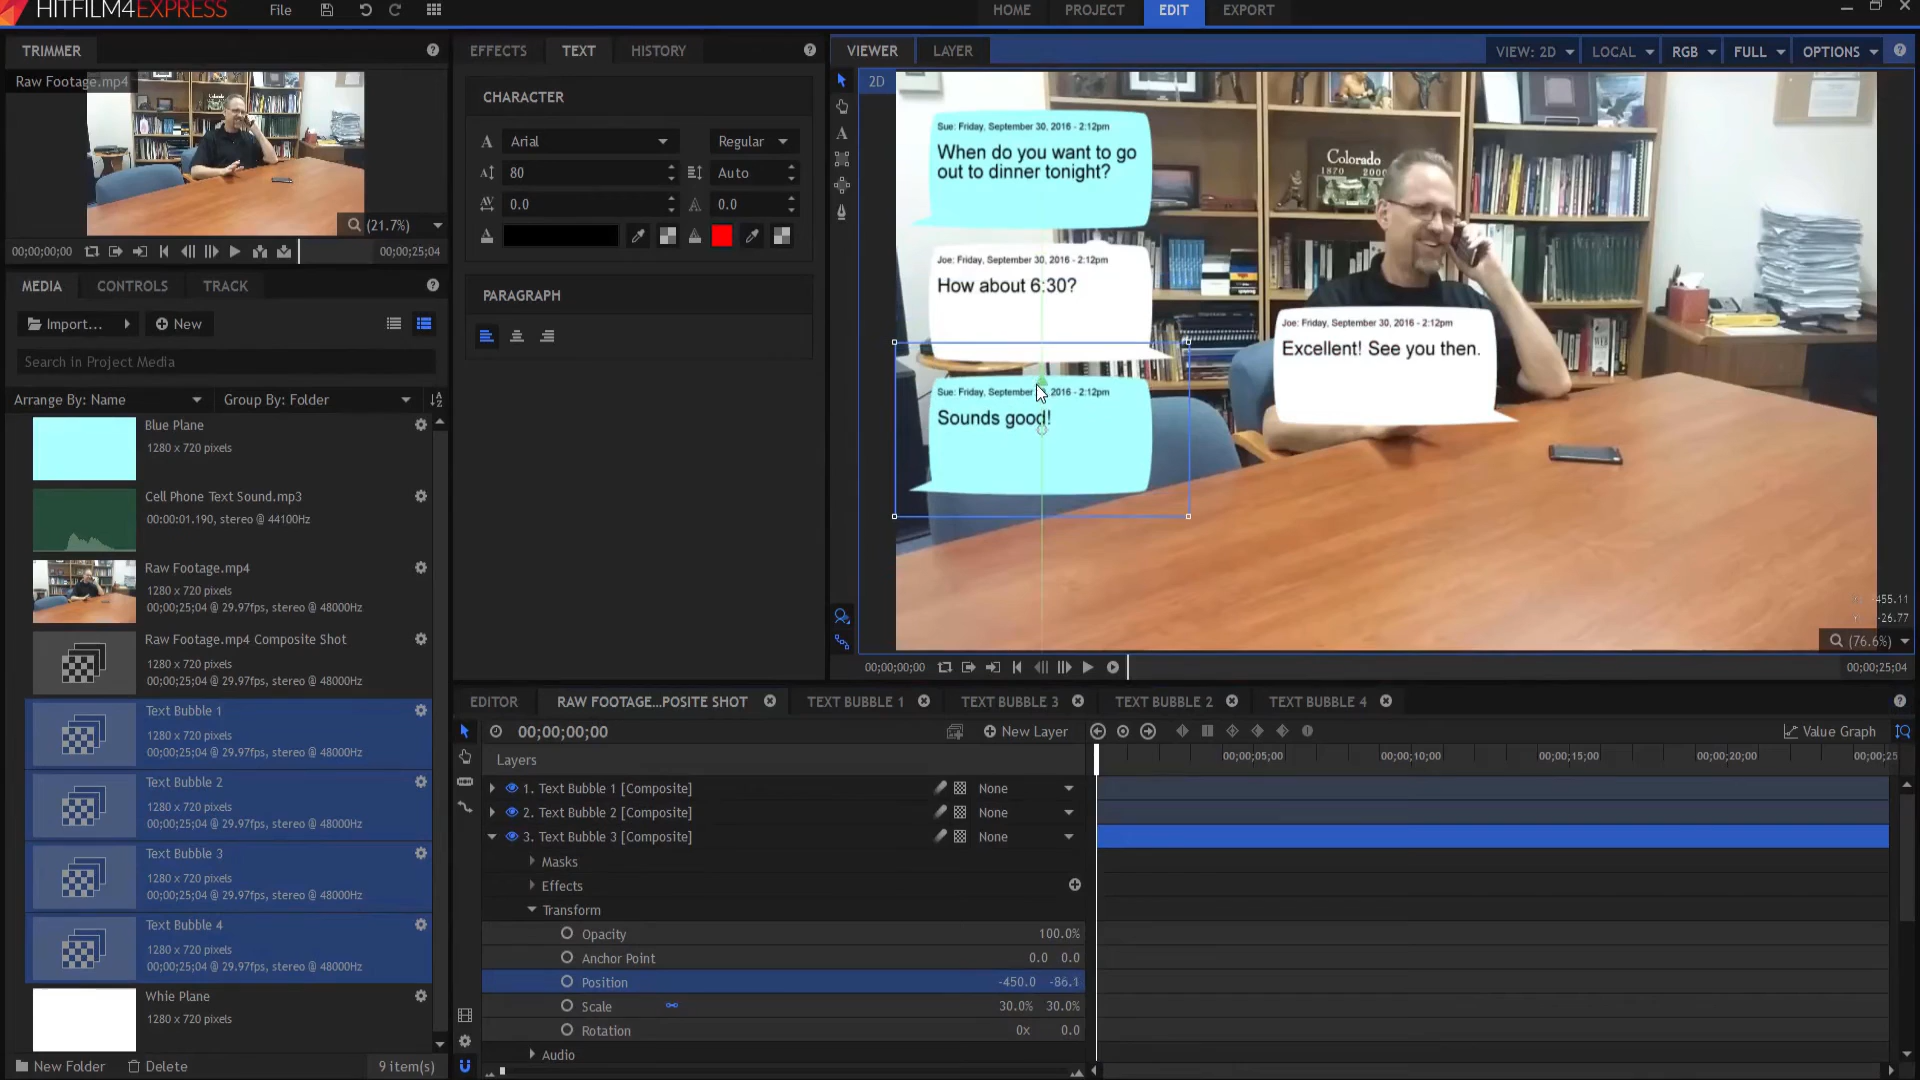 HITFILM4EXPRESS
File
HOME
PROJECT
EDIT
EXPORT
TRIMMER
EFFECTS
TEXT
HISTORY
VIEWER
LAYER
VIEW: 2D
LOCAL
RGB
FULL
OPTIONS
Raw Footage.mp4
(21.7%)
00;00;00;00
00;00;25;04
CHARACTER
Arial
Regular
80
Auto
0.0
0.0
PARAGRAPH
2D
Sue: Friday, September 30, 2016 - 2:12pm
When do you want to go
out to dinner tonight?
Joe: Friday, September 30, 2016 - 2:12pm
How about 6:30?
Sue: Friday, September 30, 2016 - 2:12pm
Sounds good!
Joe: Friday, September 30, 2016 - 2:12pm
Excellent! See you then.
Colorado
1870 2000
-455.11
-26.77
(76.6%)
00;00;00;00
00;00;25;04
MEDIA
CONTROLS
TRACK
Import...
New
Search in Project Media
Arrange By: Name
Group By: Folder
Blue Plane
1280 x 720 pixels
Cell Phone Text Sound.mp3
00:00:01.190, stereo @ 44100Hz
Raw Footage.mp4
1280 x 720 pixels
00;00;25;04 @ 29.97fps, stereo @ 48000Hz
Raw Footage.mp4 Composite Shot
1280 x 720 pixels
00;00;25;04 @ 29.97fps, stereo @ 48000Hz
Text Bubble 1
1280 x 720 pixels
00;00;25;04 @ 29.97fps, stereo @ 48000Hz
Text Bubble 2
1280 x 720 pixels
00;00;25;04 @ 29.97fps, stereo @ 48000Hz
Text Bubble 3
1280 x 720 pixels
00;00;25;04 @ 29.97fps, stereo @ 48000Hz
Text Bubble 4
1280 x 720 pixels
00;00;25;04 @ 29.97fps, stereo @ 48000Hz
Whie Plane
1280 x 720 pixels
New Folder
Delete
9 item(s)
EDITOR
RAW FOOTAGE...POSITE SHOT
TEXT BUBBLE 1
TEXT BUBBLE 3
TEXT BUBBLE 2
TEXT BUBBLE 4
00;00;00;00
New Layer
Value Graph
Layers
00;00;05;00
00;00;10;00
00;00;15;00
00;00;20;00
00;00;25
1. Text Bubble 1 [Composite]
None
2. Text Bubble 2 [Composite]
None
3. Text Bubble 3 [Composite]
None
Masks
Effects
Transform
Opacity
100.0%
Anchor Point
0.0 0.0
Position
-450.0 -86.1
Scale
30.0% 30.0%
Rotation
0x 0.0
Audio